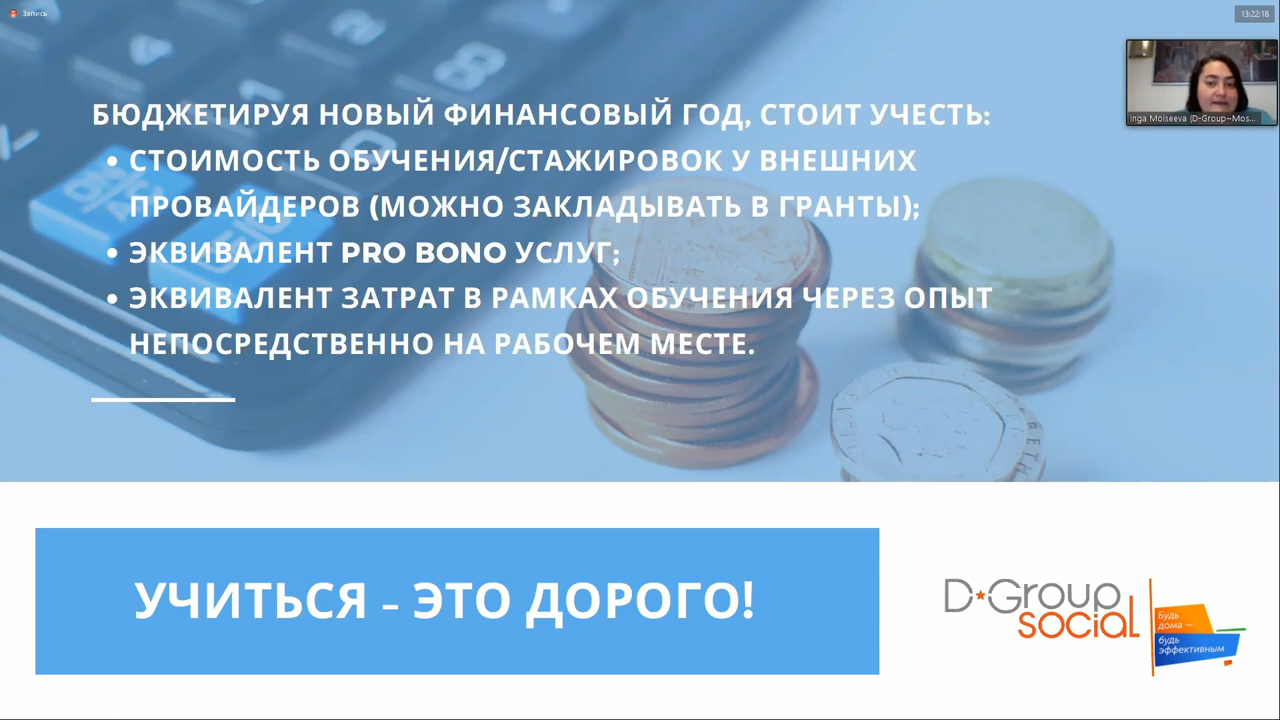 Запись
13:22:18
Inga Moiseeva (D-Group~Mos...
БЮДЖЕТИРУЯ НОВЫЙ ФИНАНСОВЫЙ ГОД, СТОИТ УЧЕСТЬ:
• СТОИМОСТЬ ОБУЧЕНИЯ/СТАЖИРОВОК У ВНЕШНИХ
ПРОВАЙДЕРОВ (МОЖНО ЗАКЛАДЫВАТЬ В ГРАНТЫ);
• ЭКВИВАЛЕНТ PRO BONO УСЛУГ;
• ЭКВИВАЛЕНТ ЗАТРАТ В РАМКАХ ОБУЧЕНИЯ ЧЕРЕЗ ОПЫТ
НЕПОСРЕДСТВЕННО НА РАБОЧЕМ МЕСТЕ.
УЧИТЬСЯ – ЭТО ДОРОГО!
D★Group
social
Будь
дома —
будь
эффективным